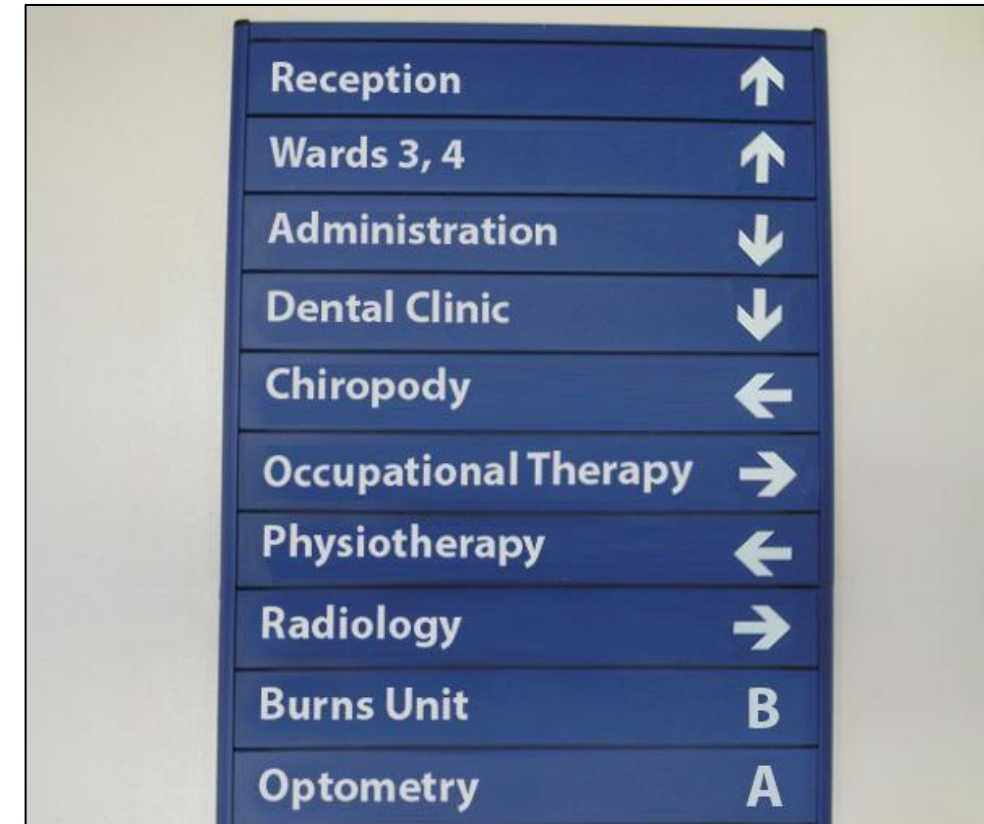 Reception ↑
Wards 3, 4 ↑
Administration ↓
Dental Clinic ↓
Chiropody ←
Occupational Therapy →
Physiotherapy ←
Radiology →
Burns Unit B
Optometry A